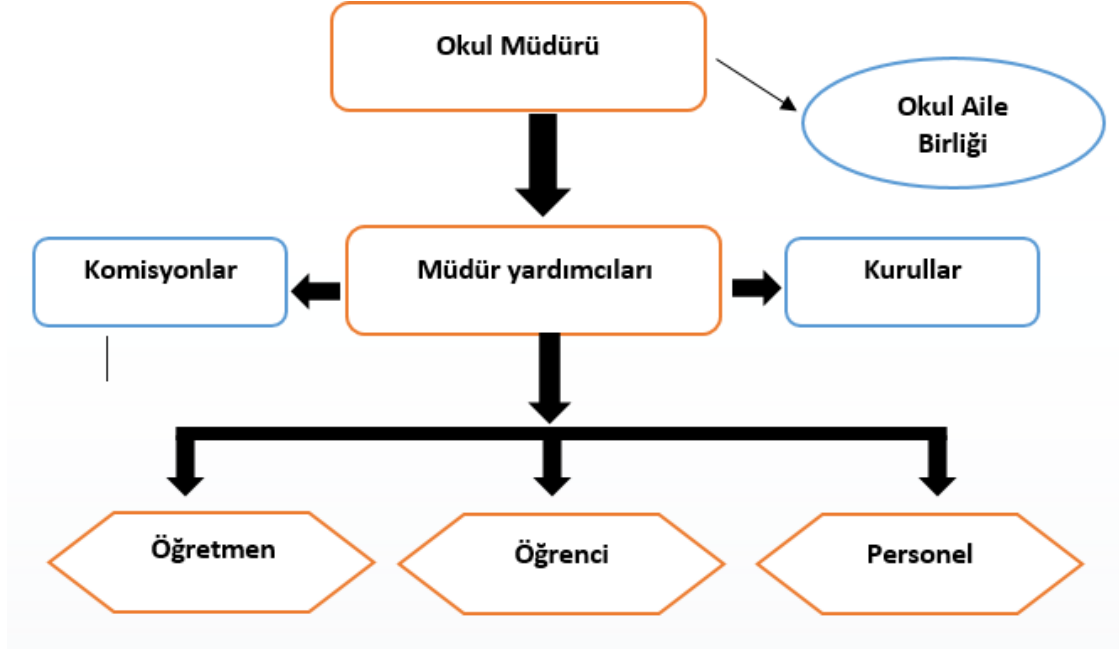 Okul Müdürü
Okul Aile
Birliği
Komisyonlar
Müdür yardımcıları
Kurullar
Öğretmen
Öğrenci
Personel